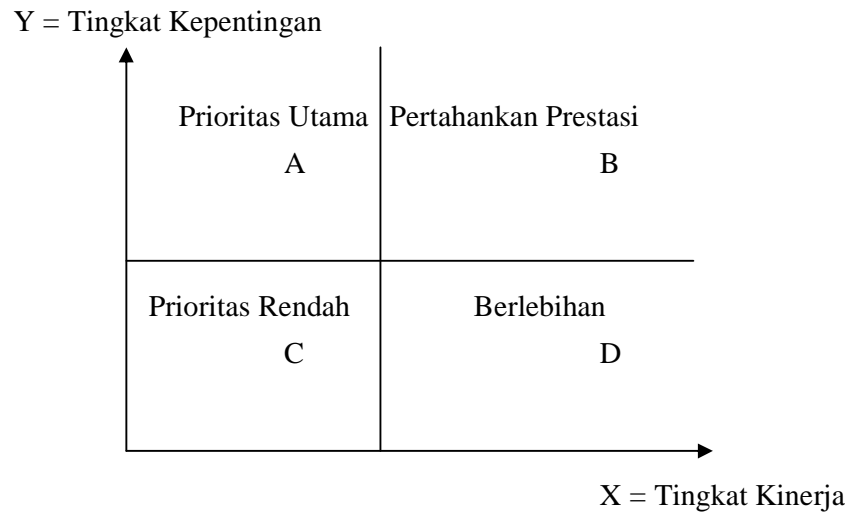 Y = Tingkat Kepentingan
Prioritas Utama
Pertahankan Prestasi
A
B
Prioritas Rendah
Berlebihan
C
D
X = Tingkat Kinerja